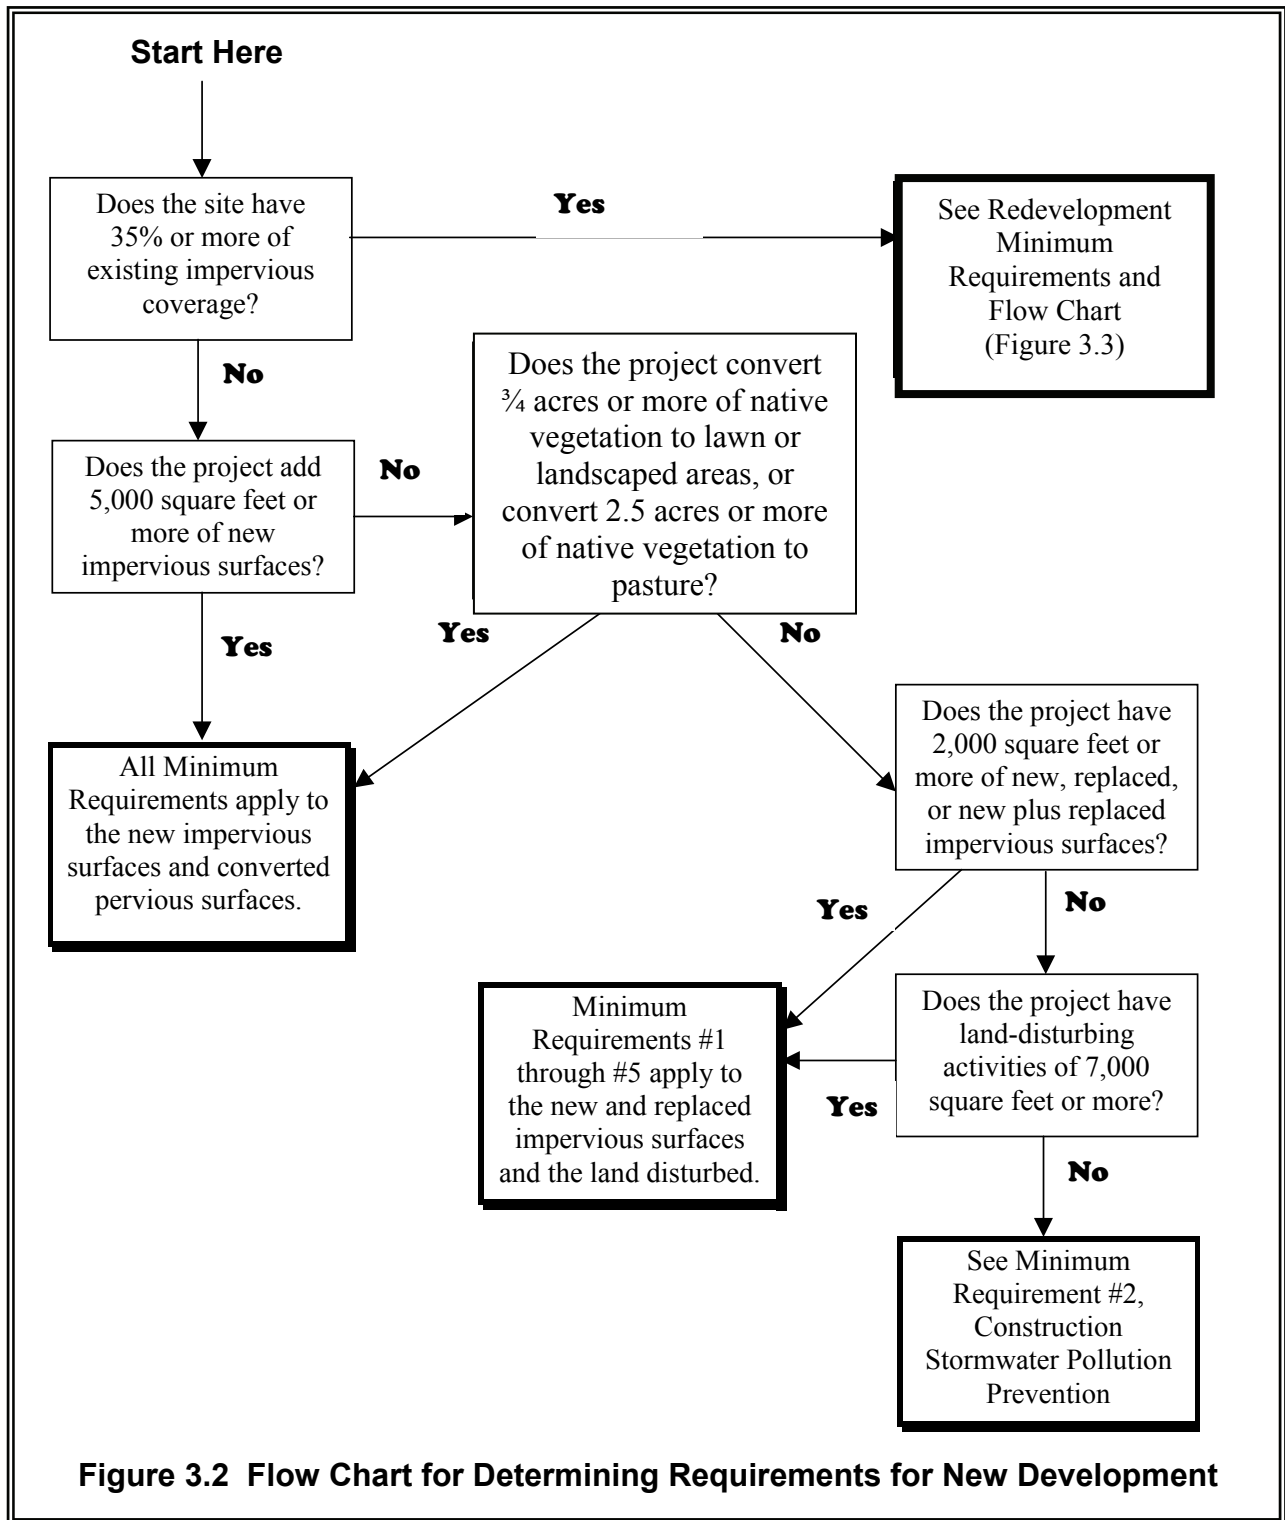 Start Here
Does the site have
35% or more of
existing impervious
coverage?
Yes
See Redevelopment
Minimum
Requirements and
Flow Chart
(Figure 3.3)
No
Does the project add
5,000 square feet or
more of new
impervious surfaces?
No
Does the project convert
¾ acres or more of native
vegetation to lawn or
landscaped areas, or
convert 2.5 acres or more
of native vegetation to
pasture?
Yes
Yes
No
All Minimum
Requirements apply to
the new impervious
surfaces and converted
pervious surfaces.
Does the project have
2,000 square feet or
more of new, replaced,
or new plus replaced
impervious surfaces?
Yes
No
Minimum
Requirements #1
through #5 apply to
the new and replaced
impervious surfaces
and the land disturbed.
Does the project have
land-disturbing
activities of 7,000
square feet or more?
Yes
No
See Minimum
Requirement #2,
Construction
Stormwater Pollution
Prevention
Figure 3.2 Flow Chart for Determining Requirements for New Development